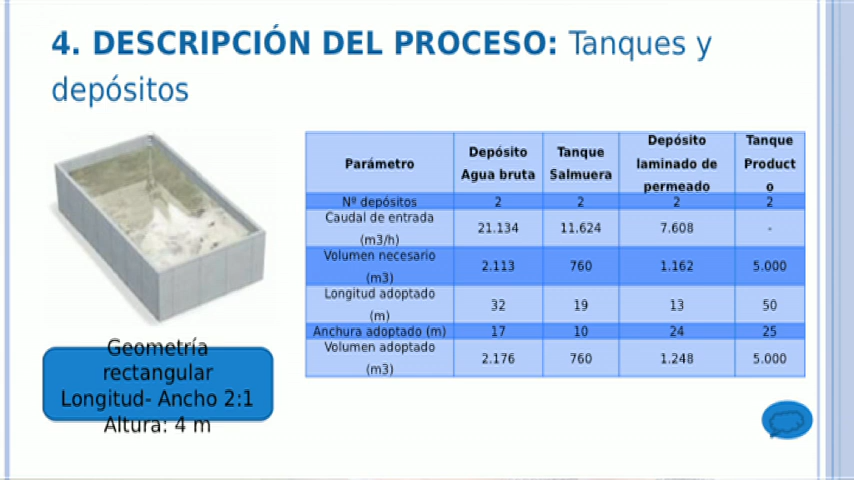 4. DESCRIPCIÓN DEL PROCESO: Tanques y
depósitos
Parámetro
Depósito
Agua bruta
Tanque
Salmuera
Depósito
laminado de
permeado
Tanque
Product
o
Nº depósitos 2 2 2 2
Caudal de entrada
(m3/h)
21.134 11.624 7.608 -
Volumen necesario
(m3)
2.113 760 1.162 5.000
Longitud adoptado
(m)
32 19 13 50
Anchura adoptado (m) 17 10 24 25
Volumen adoptado
(m3)
2.176 760 1.248 5.000
Geometría
rectangular
Longitud- Ancho 2:1
Altura: 4 m